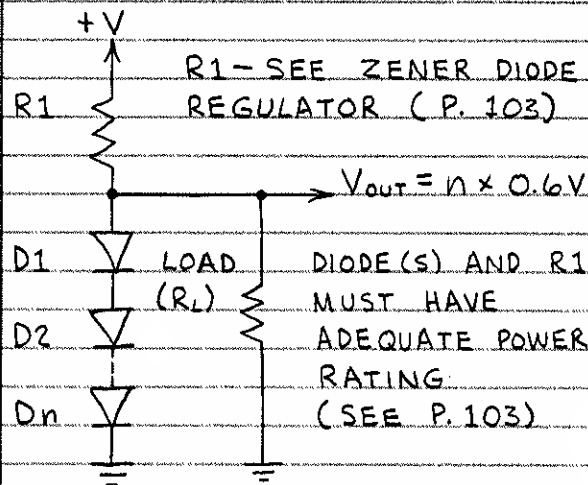 +V
R1 - SEE ZENER DIODE
R1 REGULATOR (P. 103)
VOUT = n x 0.6V
D1 LOAD DIODE(S) AND R1
(RL) MUST HAVE
D2 ADEQUATE POWER
RATING
Dn (SEE P. 103)